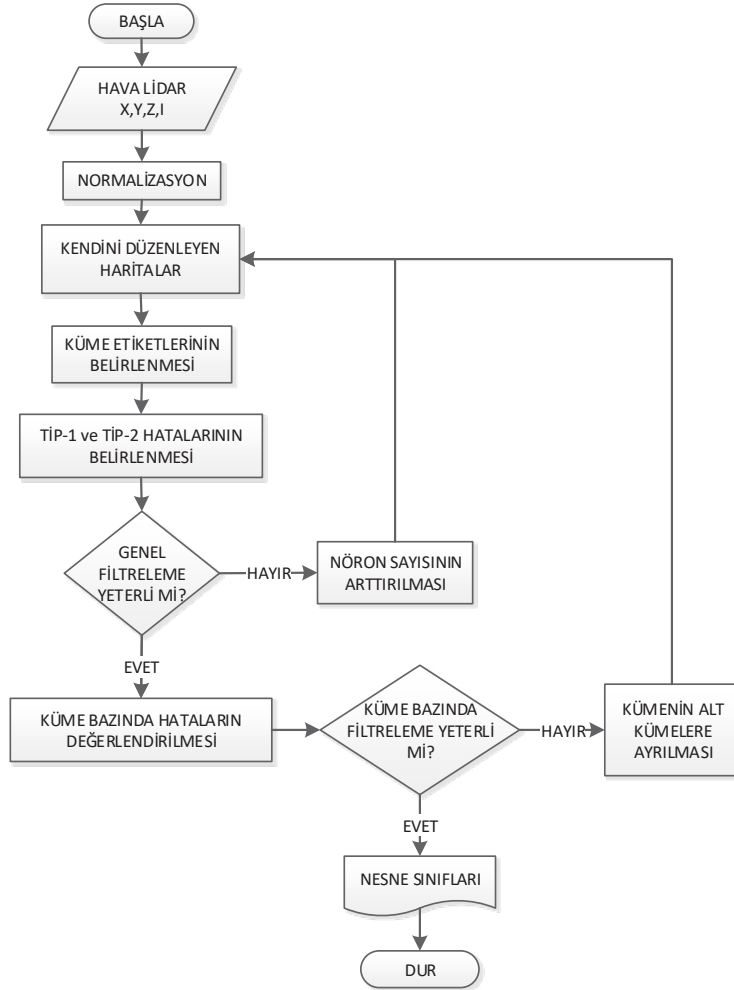 BAŞLA
HAVA LİDAR
X,Y,Z,I
NORMALİZASYON
KENDİNİ DÜZENLEYEN
HARİTALAR
KÜME ETİKETLERİNİN
BELİRLENMESİ
TİP-1 ve TİP-2 HATALARININ
BELİRLENMESİ
GENEL
FİLTRELEME
YETERLİ Mİ?
HAYIR
NÖRON SAYISININ
ARTTIRILMASI
EVET
KÜME BAZINDA HATALARIN
DEĞERLENDİRİLMESİ
KÜME BAZINDA
FİLTRELEME YETERLİ
Mİ?
HAYIR
KÜMENİN ALT
KÜMELERE
AYRILMASI
EVET
NESNE SINIFLARI
DUR